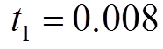 t₁ = 0.008